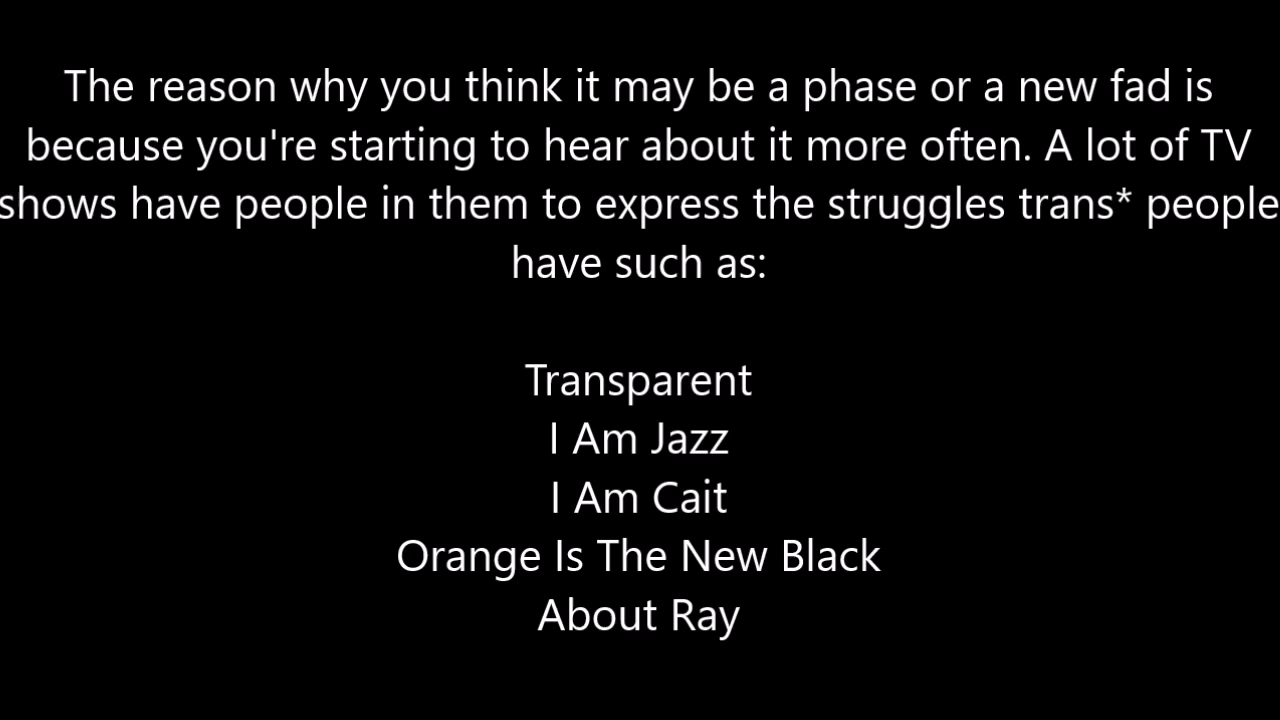 The reason why you think it may be a phase or a new fad is
because you're starting to hear about it more often. A lot of TV
shows have people in them to express the struggles trans* people
have such as:
Transparent
I Am Jazz
I Am Cait
Orange Is The New Black
About Ray